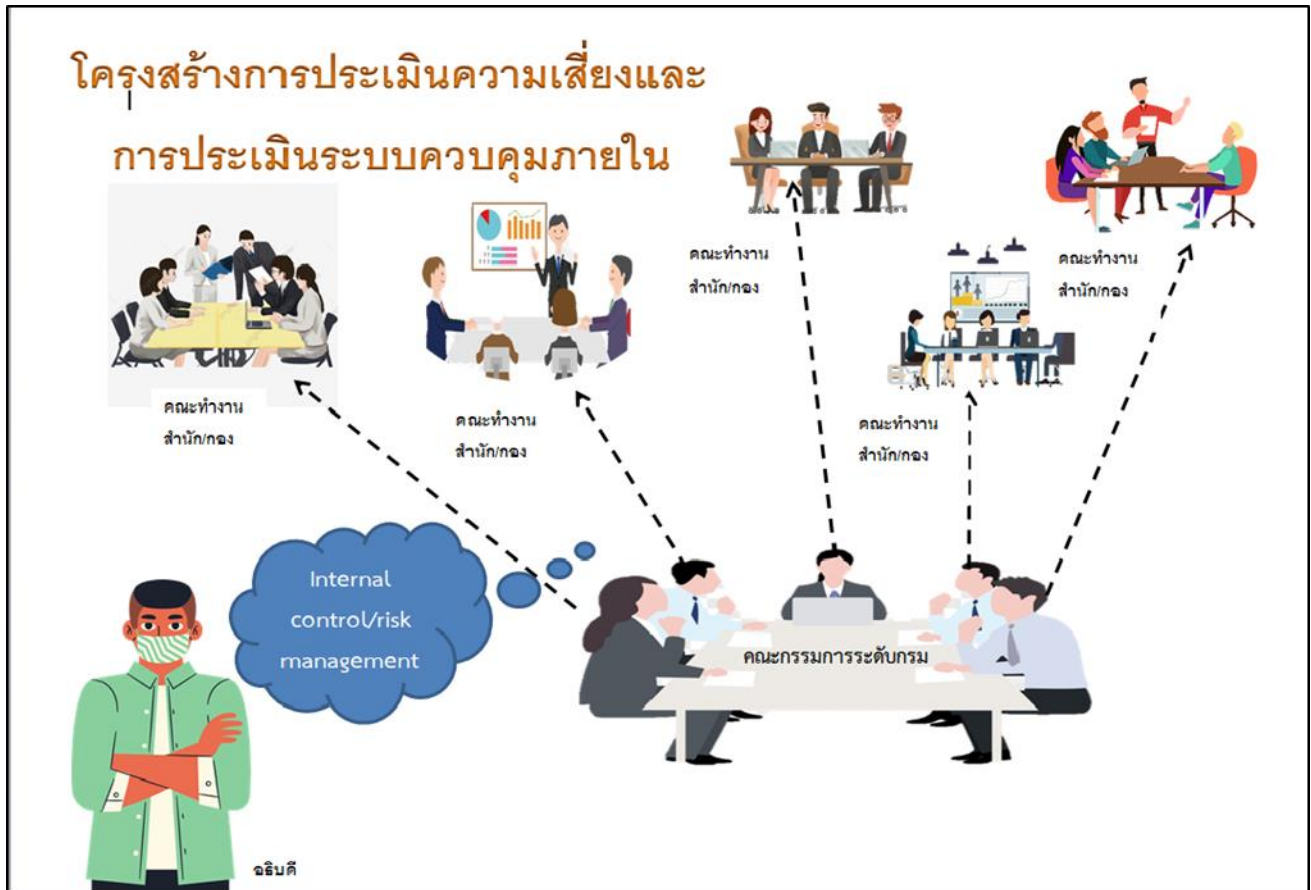 โครงสร้างการประเมินความเสี่ยงและ
การประเมินระบบควบคุมภายใน
คณะทำงาน
สำนัก/กอง
คณะทำงาน
สำนัก/กอง
คณะทำงาน
สำนัก/กอง
คณะทำงาน
สำนัก/กอง
คณะทำงาน
สำนัก/กอง
Internal
control/risk
management
คณะกรรมการระดับกรม
อธิบดี